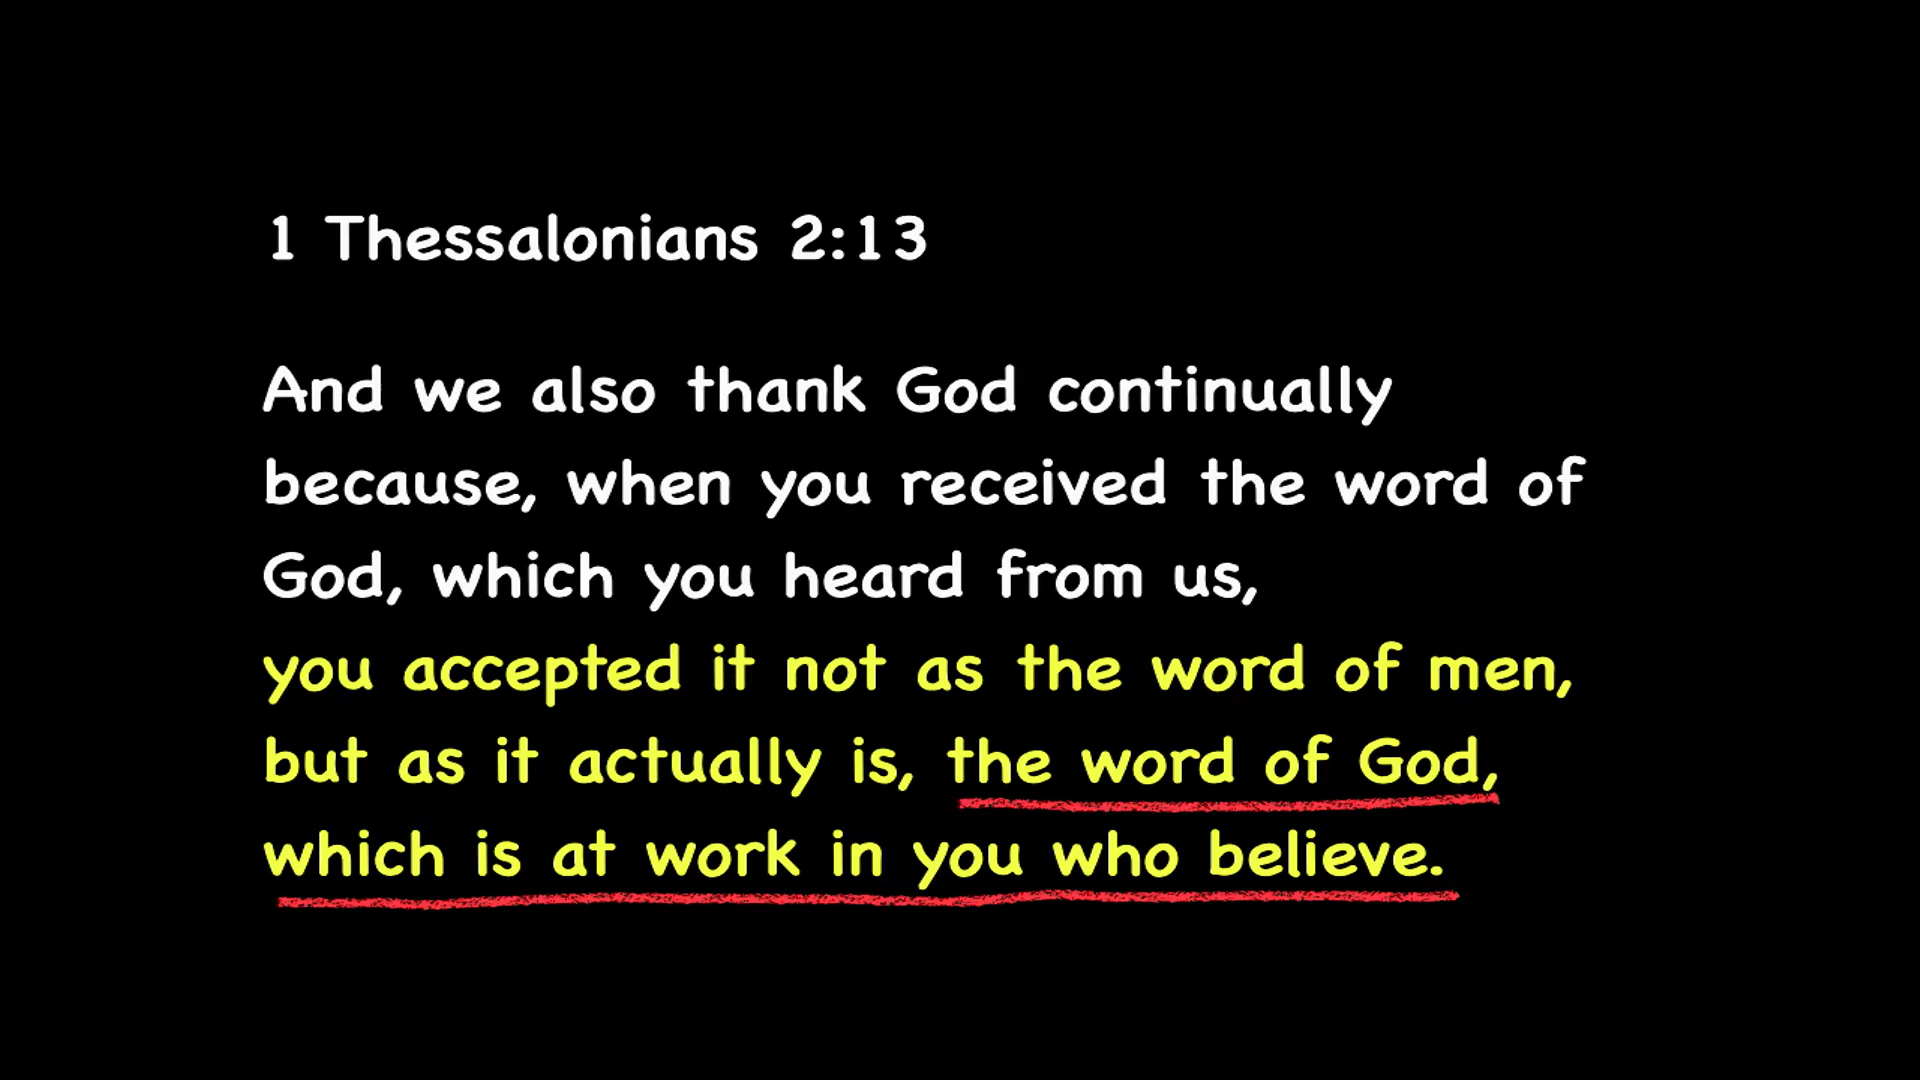 1 Thessalonians 2:13
And we also thank God continually
because, when you received the word of
God, which you heard from us,
you accepted it not as the word of men,
but as it actually is, the word of God,
which is at work in you who believe.